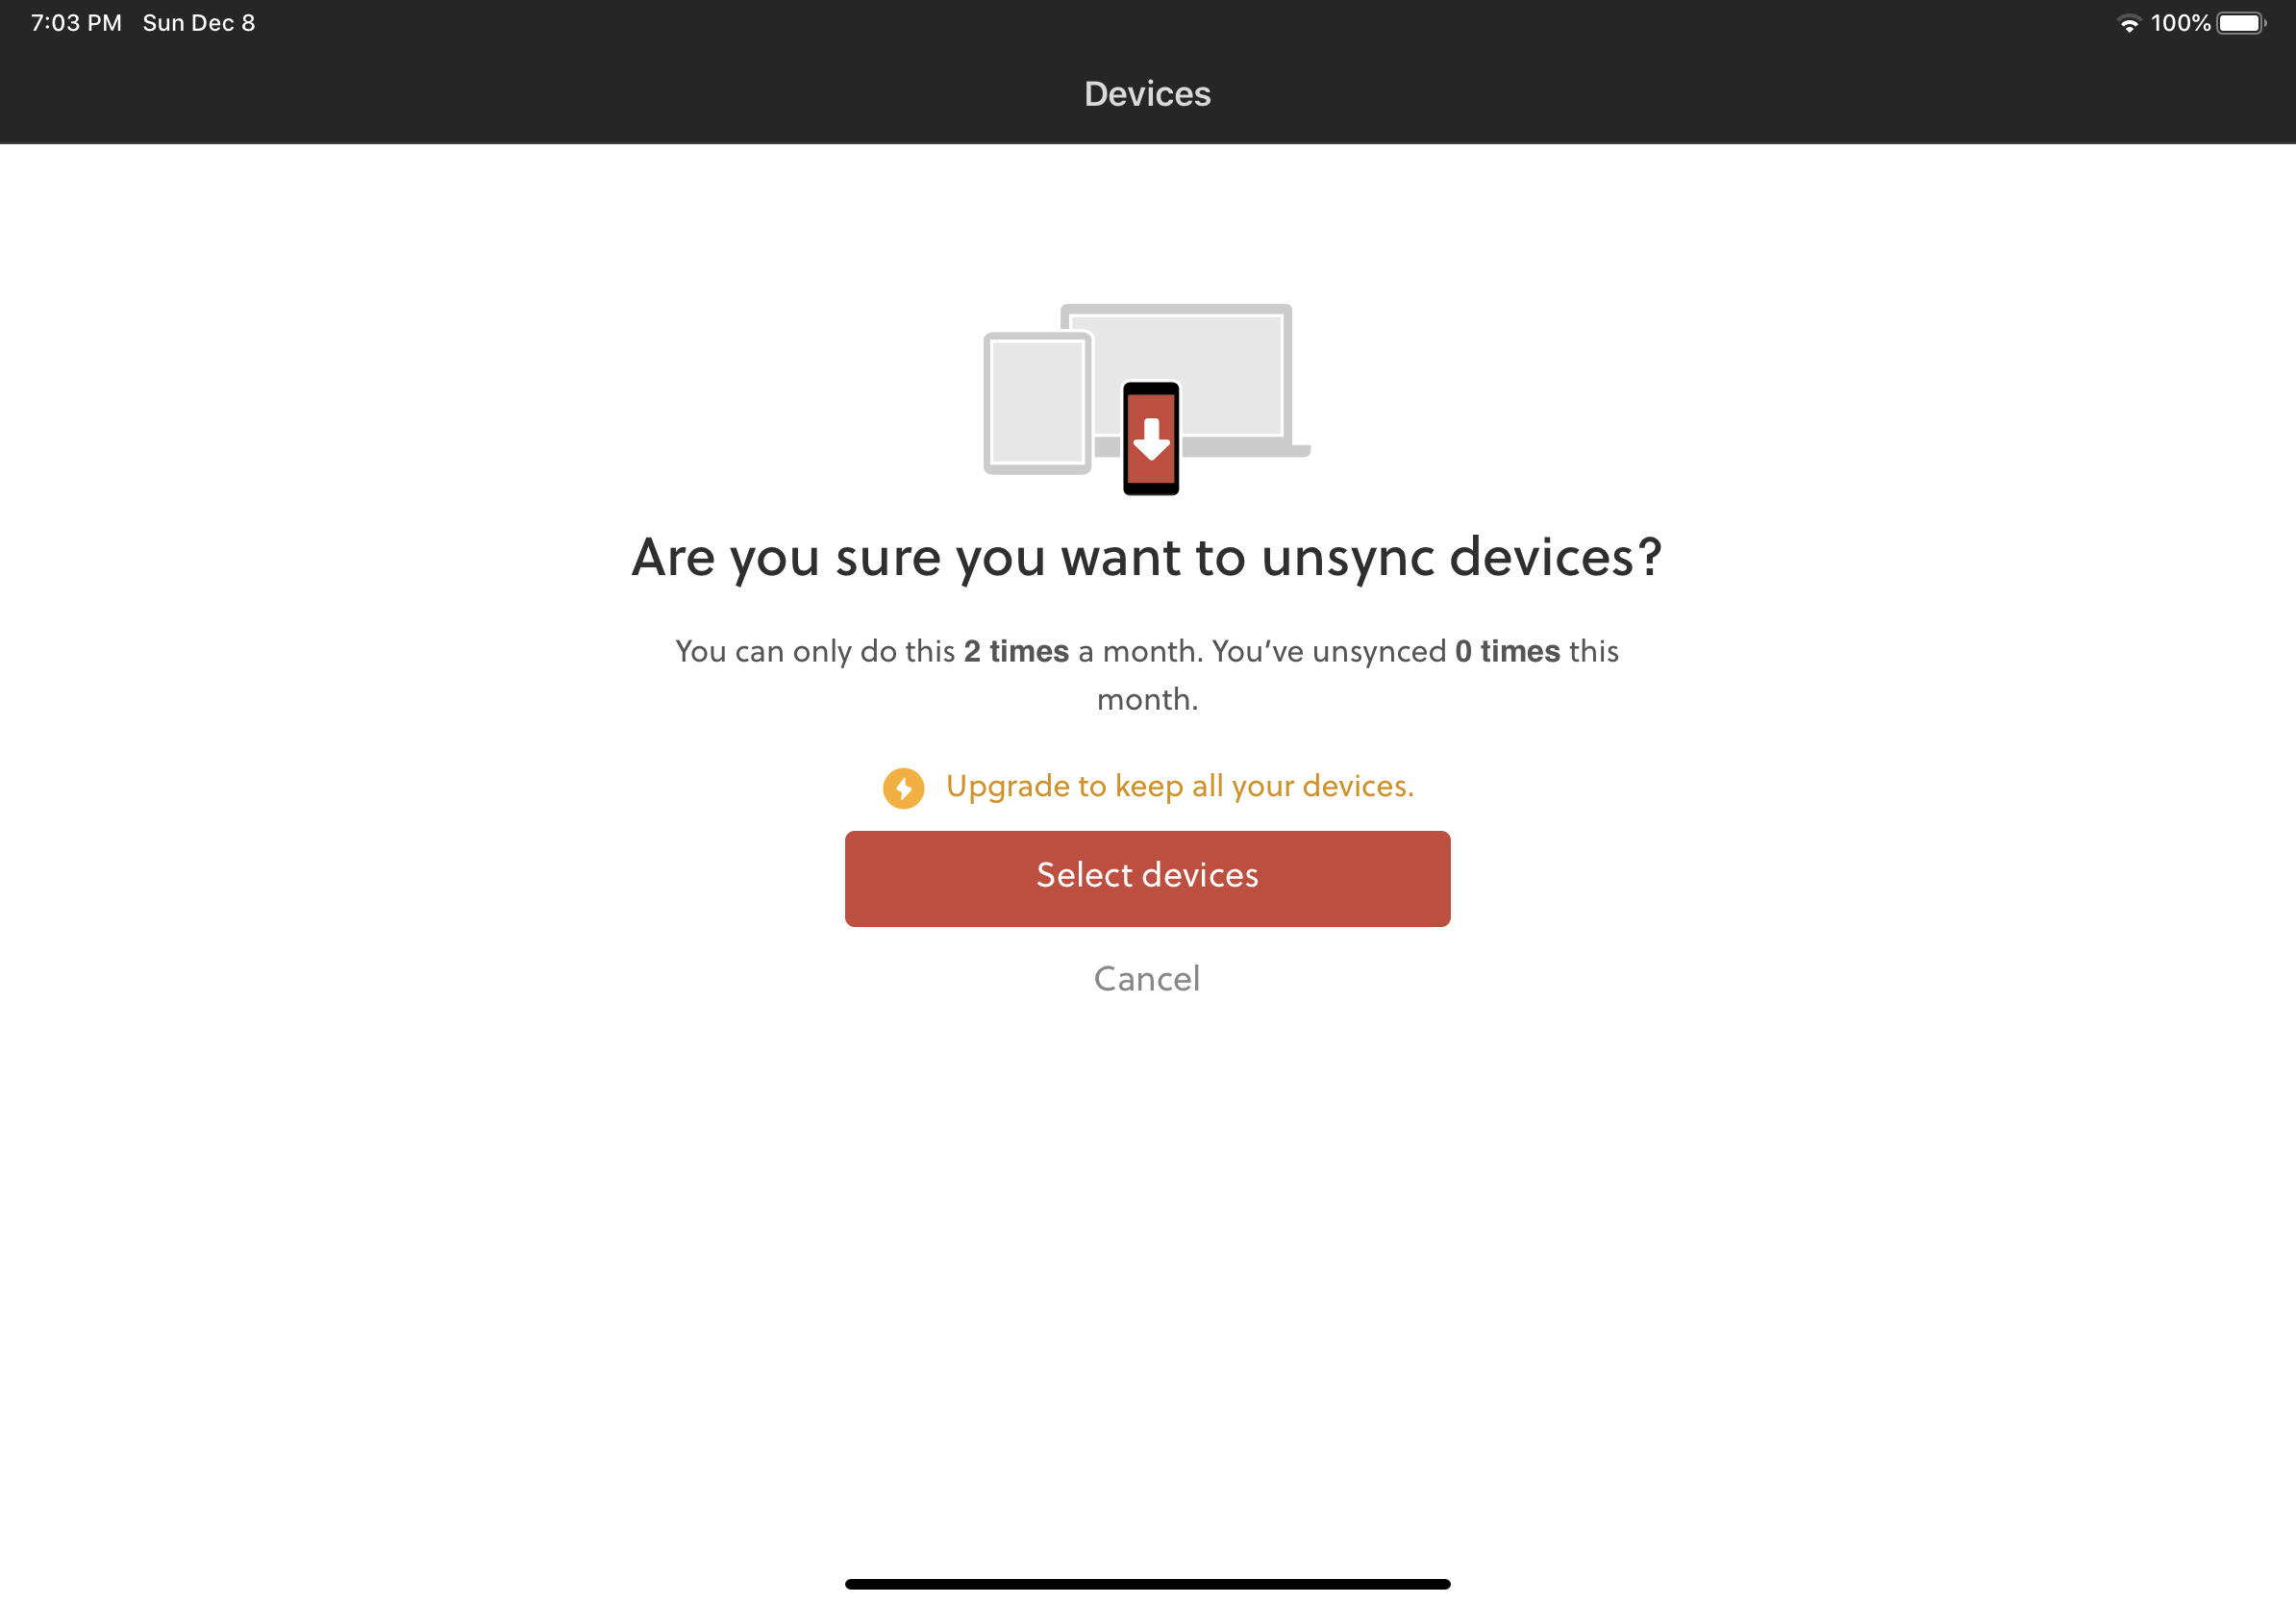 7:03 PM Sun Dec 8
100%
Devices
Are you sure you want to unsync devices?
You can only do this 2 times a month. You've unsynced 0 times this
month.
Upgrade to keep all your devices.
Select devices
Cancel